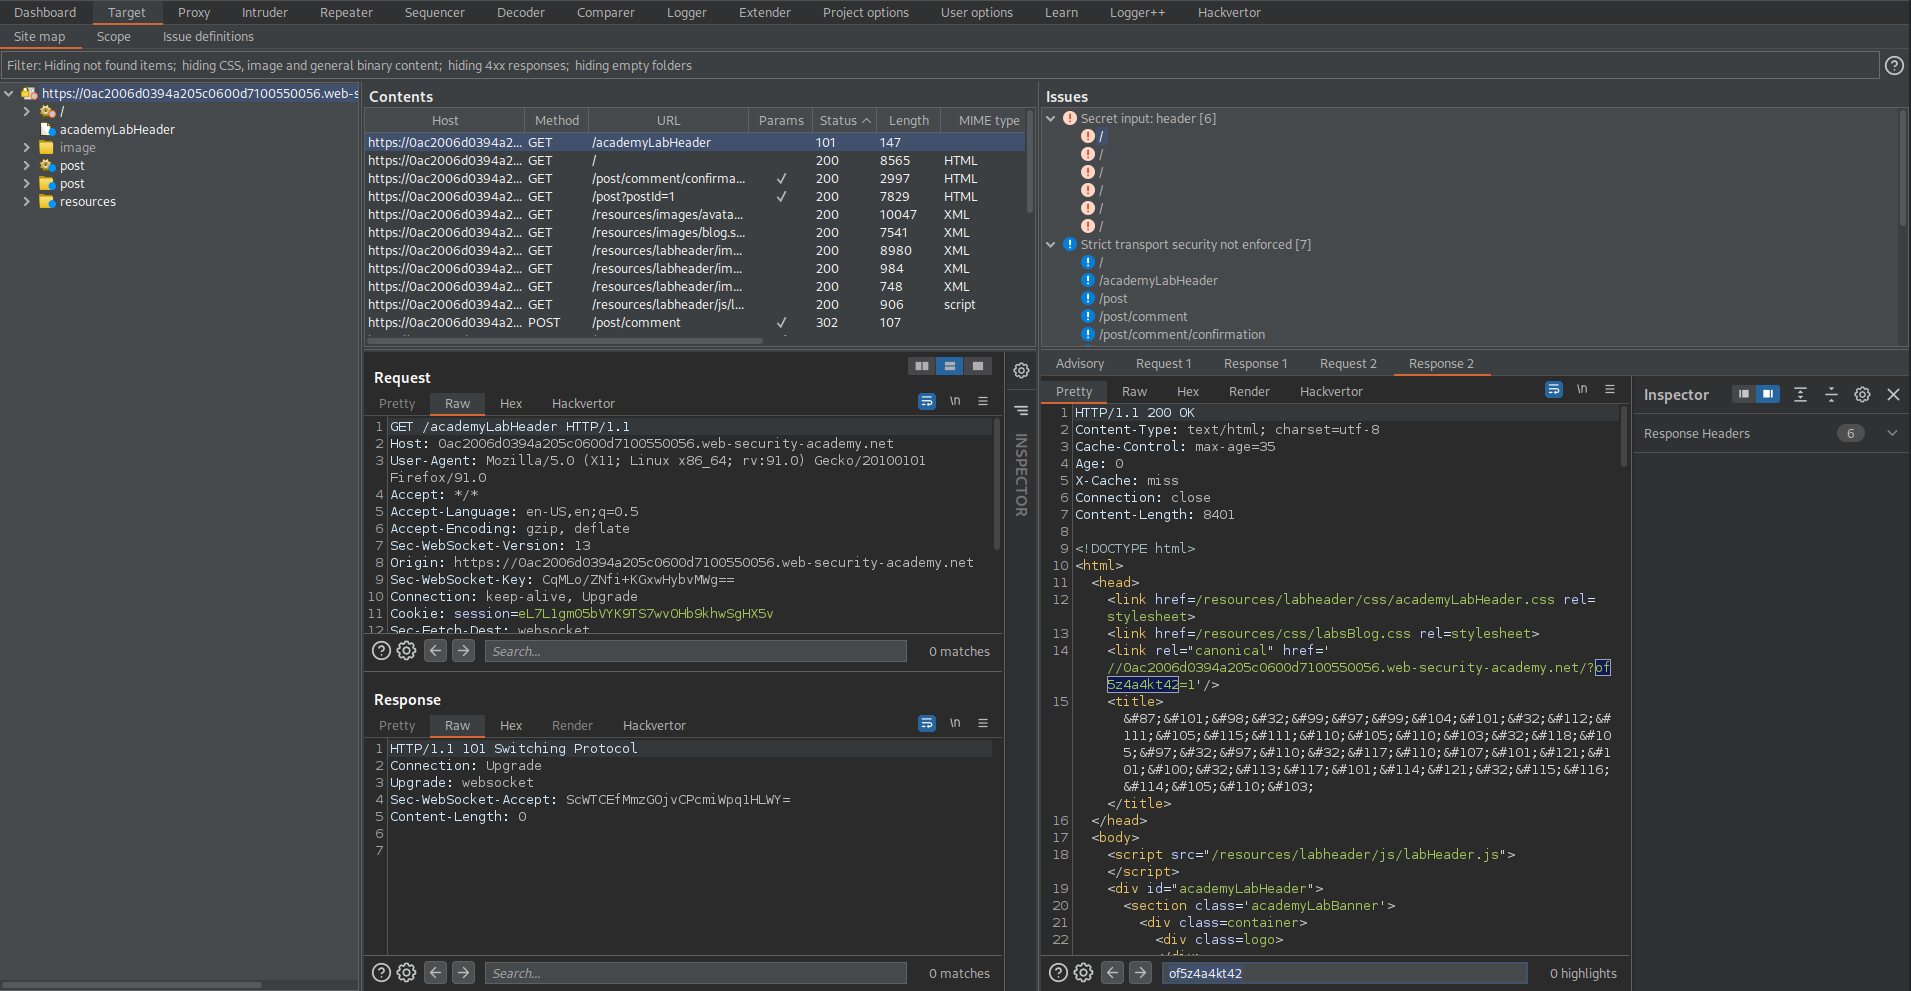 Dashboard Target Proxy Intruder Repeater Sequencer Decoder Comparer Logger Extender Project options User options Learn Logger++ Hackvertor
Site map Scope Issue definitions
Filter: Hiding not found items; hiding CSS, image and general binary content; hiding 4xx responses; hiding empty folders
https://0ac2006d0394a205c0600d7100550056.web-s
/
academyLabHeader
image
post
post
resources
Contents
Host Method URL Params Status Length MIME type
https://0ac2006d0394a2... GET /academyLabHeader 101 147
https://0ac2006d0394a2... GET / 200 8565 HTML
https://0ac2006d0394a2... GET /post/comment/confirma... ✓ 200 2997 HTML
https://0ac2006d0394a2... GET /post?postId=1 ✓ 200 7829 HTML
https://0ac2006d0394a2... GET /resources/images/avata... 200 10047 XML
https://0ac2006d0394a2... GET /resources/images/blog.s... 200 7541 XML
https://0ac2006d0394a2... GET /resources/labheader/im... 200 8980 XML
https://0ac2006d0394a2... GET /resources/labheader/im... 200 984 XML
https://0ac2006d0394a2... GET /resources/labheader/im... 200 748 XML
https://0ac2006d0394a2... GET /resources/labheader/js/l... 200 906 script
https://0ac2006d0394a2... POST /post/comment ✓ 302 107
Request
Pretty Raw Hex Hackvertor \n
1 GET /academyLabHeader HTTP/1.1
2 Host: 0ac2006d0394a205c0600d7100550056.web-security-academy.net
3 User-Agent: Mozilla/5.0 (X11; Linux x86_64; rv:91.0) Gecko/20100101
Firefox/91.0
4 Accept: */*
5 Accept-Language: en-US,en;q=0.5
6 Accept-Encoding: gzip, deflate
7 Sec-WebSocket-Version: 13
8 Origin: https://0ac2006d0394a205c0600d7100550056.web-security-academy.net
9 Sec-WebSocket-Key: CqMLo/ZNfi+KGxwHybvMWg==
10 Connection: keep-alive, Upgrade
11 Cookie: session=eL7L1gm05bVYK9TS7wvOHb9khwSgHX5v
12 Sec-Fetch-Dest: websocket
Search... 0 matches
INSPECTOR
Response
Pretty Raw Hex Render Hackvertor \n
1 HTTP/1.1 101 Switching Protocol
2 Connection: Upgrade
3 Upgrade: websocket
4 Sec-WebSocket-Accept: ScWTCEfMmzGOjvCPcmiWpq1HLWY=
5 Content-Length: 0
6
7
Search... 0 matches
Issues
Secret input: header [6]
/
/
/
/
/
/
Strict transport security not enforced [7]
/
/academyLabHeader
/post
/post/comment
/post/comment/confirmation
Advisory Request 1 Response 1 Request 2 Response 2
Pretty Raw Hex Render Hackvertor \n
1 HTTP/1.1 200 OK
2 Content-Type: text/html; charset=utf-8
3 Cache-Control: max-age=35
4 Age: 0
5 X-Cache: miss
6 Connection: close
7 Content-Length: 8401
8
9 <!DOCTYPE html>
10 <html>
11 <head>
12 <link href=/resources/labheader/css/academyLabHeader.css rel=
stylesheet>
13 <link href=/resources/css/labsBlog.css rel=stylesheet>
14 <link rel="canonical" href='
//0ac2006d0394a205c0600d7100550056.web-security-academy.net/?of
5z4a4kt42=1'/>
15 <title>
&#87;&#101;&#98;&#32;&#99;&#97;&#99;&#104;&#101;&#32;&#112;&#
111;&#105;&#115;&#111;&#110;&#105;&#110;&#103;&#32;&#118;&#10
5;&#97;&#32;&#97;&#110;&#32;&#117;&#110;&#107;&#101;&#121;&#1
01;&#100;&#32;&#113;&#117;&#101;&#114;&#121;&#32;&#115;&#116;
&#114;&#105;&#110;&#103;
</title>
16 </head>
17 <body>
18 <script src="/resources/labheader/js/labHeader.js">
</script>
19 <div id="academyLabHeader">
20 <section class='academyLabBanner'>
21 <div class=container>
22 <div class=logo>
</div>
of5z4a4kt42 0 highlights
Inspector
Response Headers 6